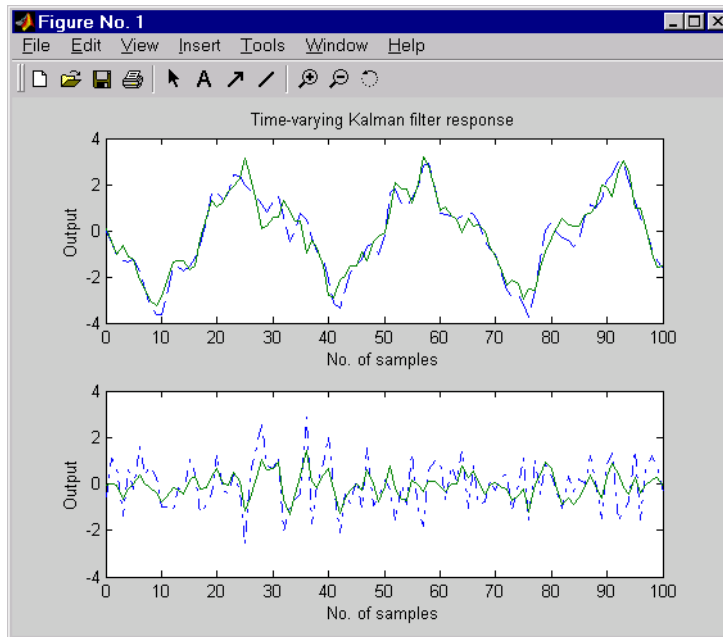 Figure No. 1
File Edit View Insert Tools Window Help
A
Time-varying Kalman filter response
4
2
0
-2
-4
Output
0 10 20 30 40 50 60 70 80 90 100
No. of samples
4
2
0
-2
-4
Output
0 10 20 30 40 50 60 70 80 90 100
No. of samples